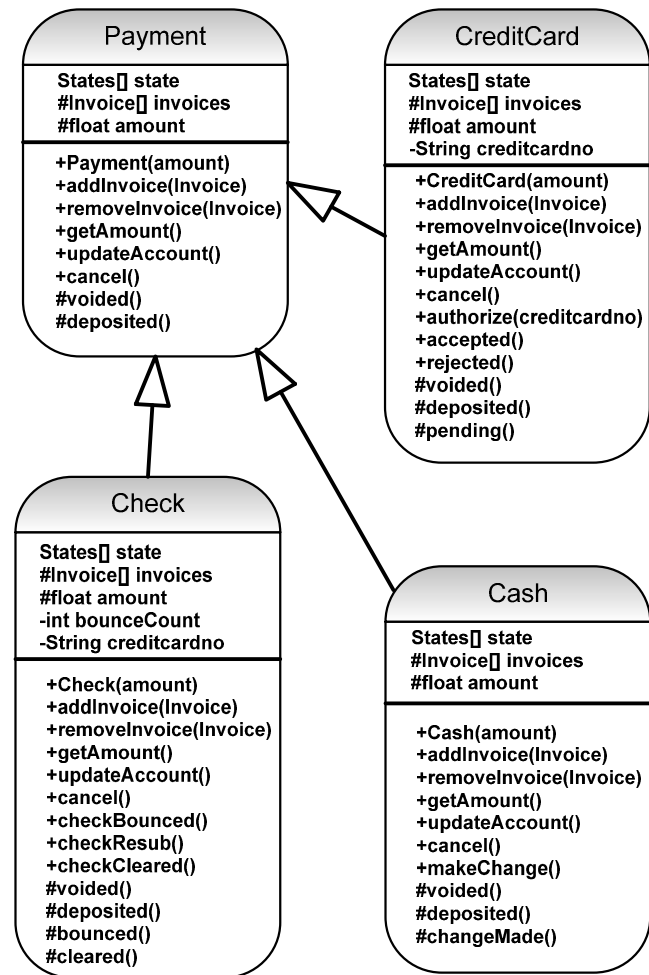 Payment
States[] state
#Invoice[] invoices
#float amount
+Payment(amount)
+addInvoice(Invoice)
+removeInvoice(Invoice)
+getAmount()
+updateAccount()
+cancel()
#voided()
#deposited()
CreditCard
States[] state
#Invoice[] invoices
#float amount
-String creditcardno
+CreditCard(amount)
+addInvoice(Invoice)
+removeInvoice(Invoice)
+getAmount()
+updateAccount()
+cancel()
+authorize(creditcardno)
+accepted()
+rejected()
#voided()
#deposited()
#pending()
Check
States[] state
#Invoice[] invoices
#float amount
-int bounceCount
-String creditcardno
+Check(amount)
+addInvoice(Invoice)
+removeInvoice(Invoice)
+getAmount()
+updateAccount()
+cancel()
+checkBounced()
+checkResub()
+checkCleared()
#voided()
#deposited()
#bounced()
#cleared()
Cash
States[] state
#Invoice[] invoices
#float amount
+Cash(amount)
+addInvoice(Invoice)
+removeInvoice(Invoice)
+getAmount()
+updateAccount()
+cancel()
+makeChange()
#voided()
#deposited()
#changeMade()